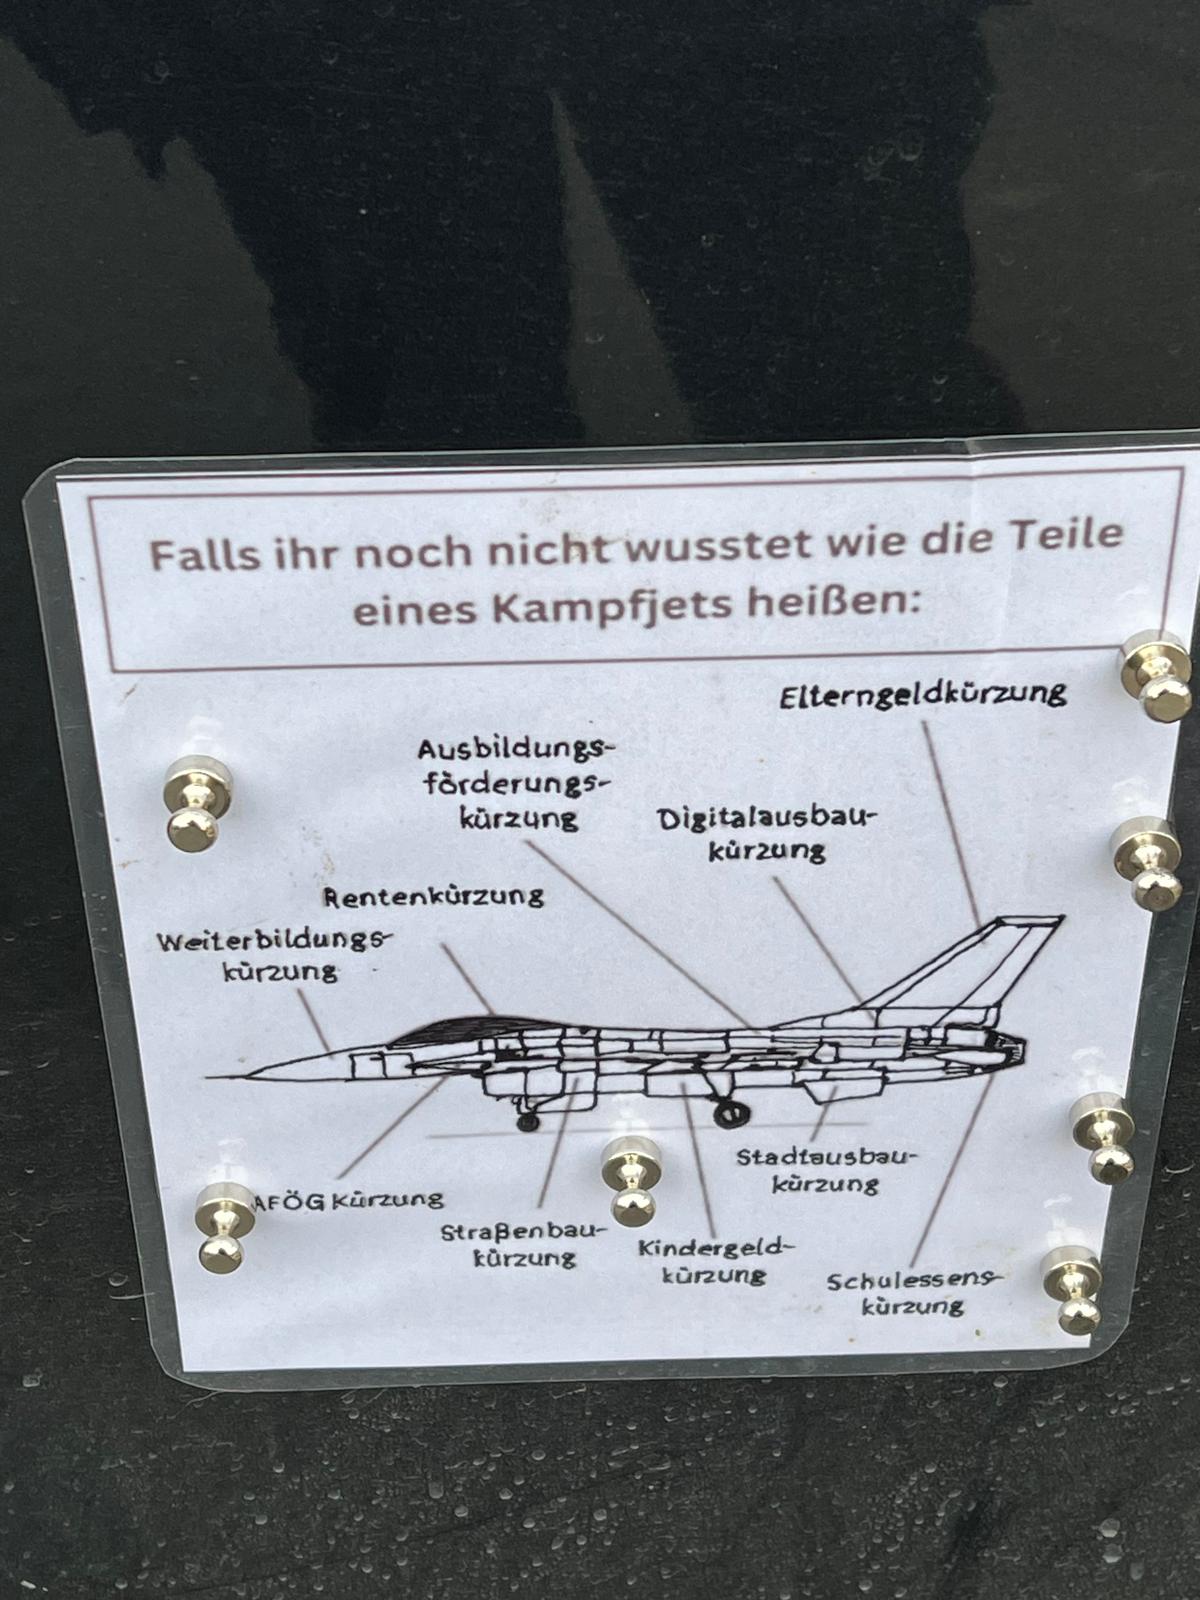 Falls ihr noch nicht wusstet wie die Teile
eines Kampfjets heißen:
Elterngeldkürzung
Ausbildungs-
förderungs-
kürzung
Digitalausbau-
kürzung
Rentenkürzung
Weiterbildungs-
kürzung
AFÖG Kürzung
Straßenbau-
kürzung
Kindergeld-
kürzung
Stadtausbau-
kürzung
Schulessens-
kürzung